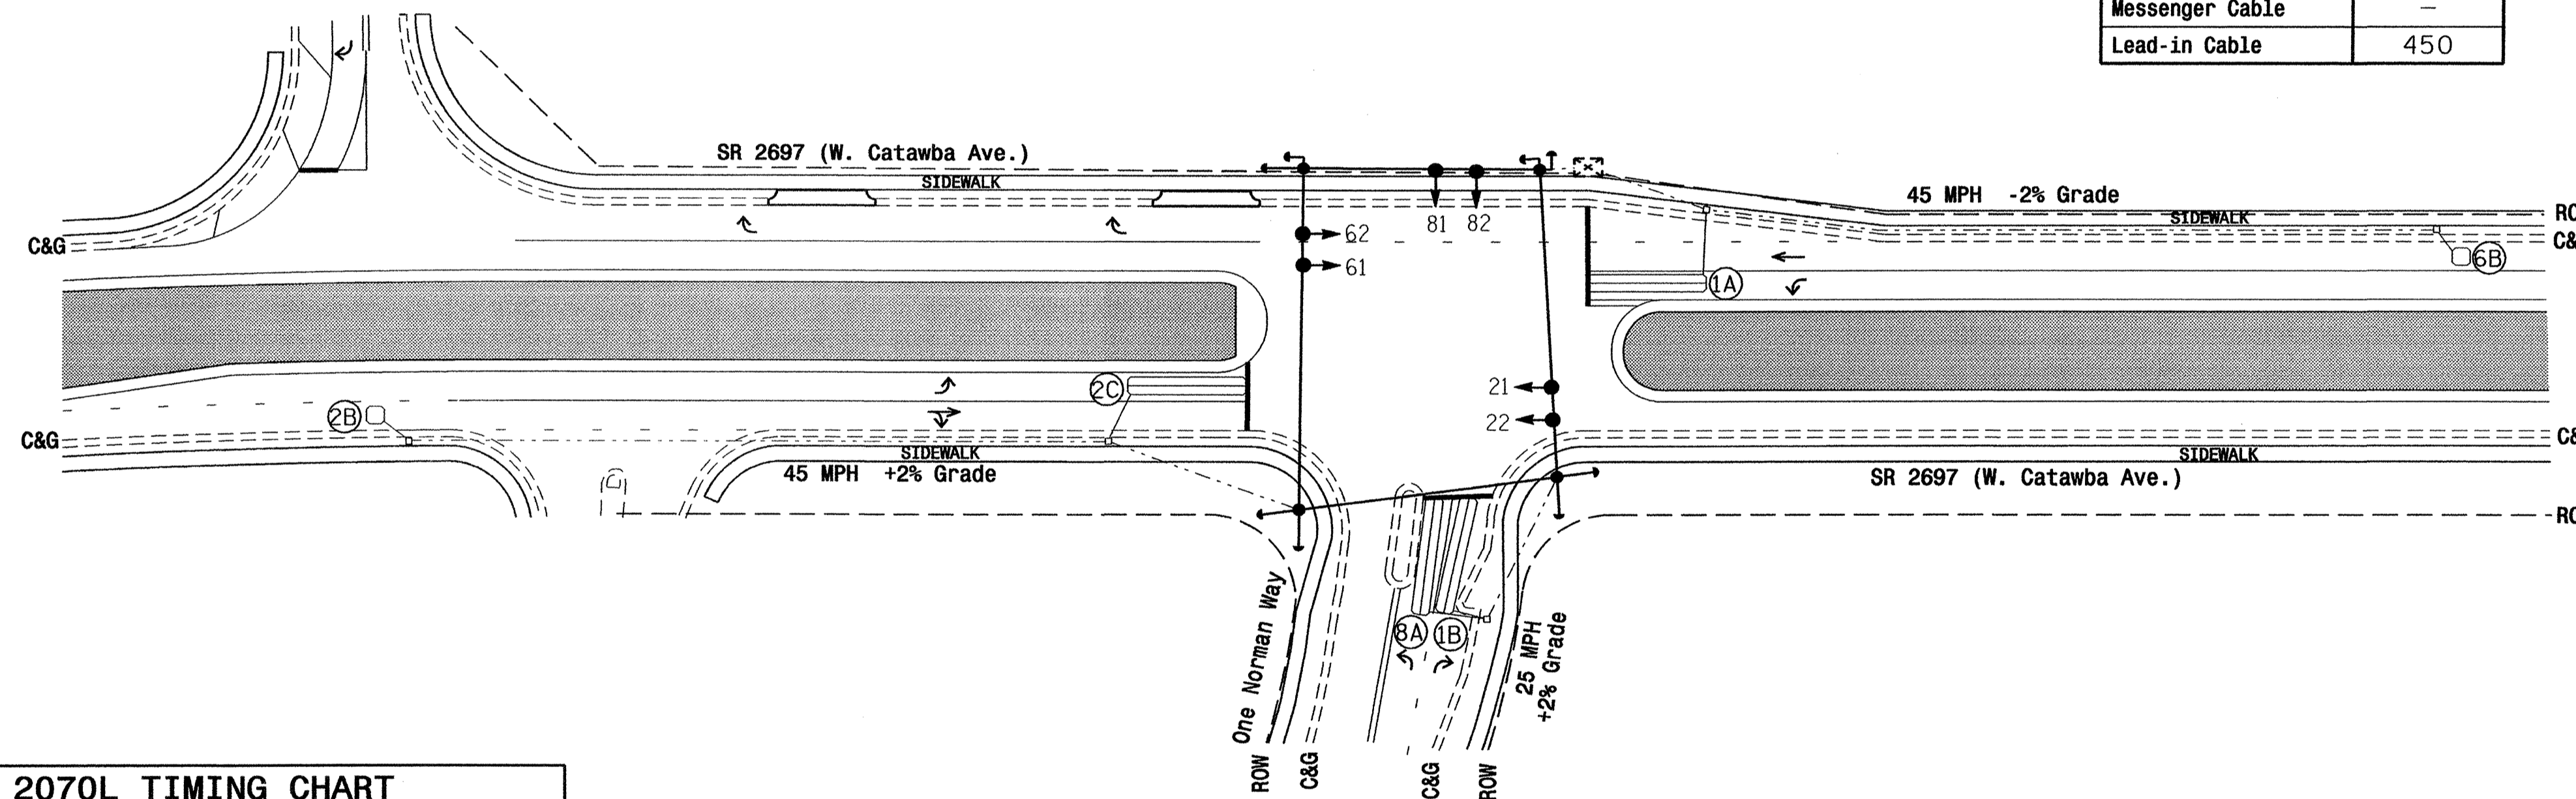 Messenger Cable –
Lead-in Cable 450
SR 2697 (W. Catawba Ave.)
SIDEWALK
45 MPH -2% Grade
SIDEWALK
C&G
62
81 82
61
1A
6B
2C
21
22
2B
C&G
SIDEWALK
45 MPH +2% Grade
SIDEWALK
SR 2697 (W. Catawba Ave.)
One Norman Way
8A 1B
25 MPH
+2% Grade
ROW
C&G
C&G
ROW
2070L TIMING CHART